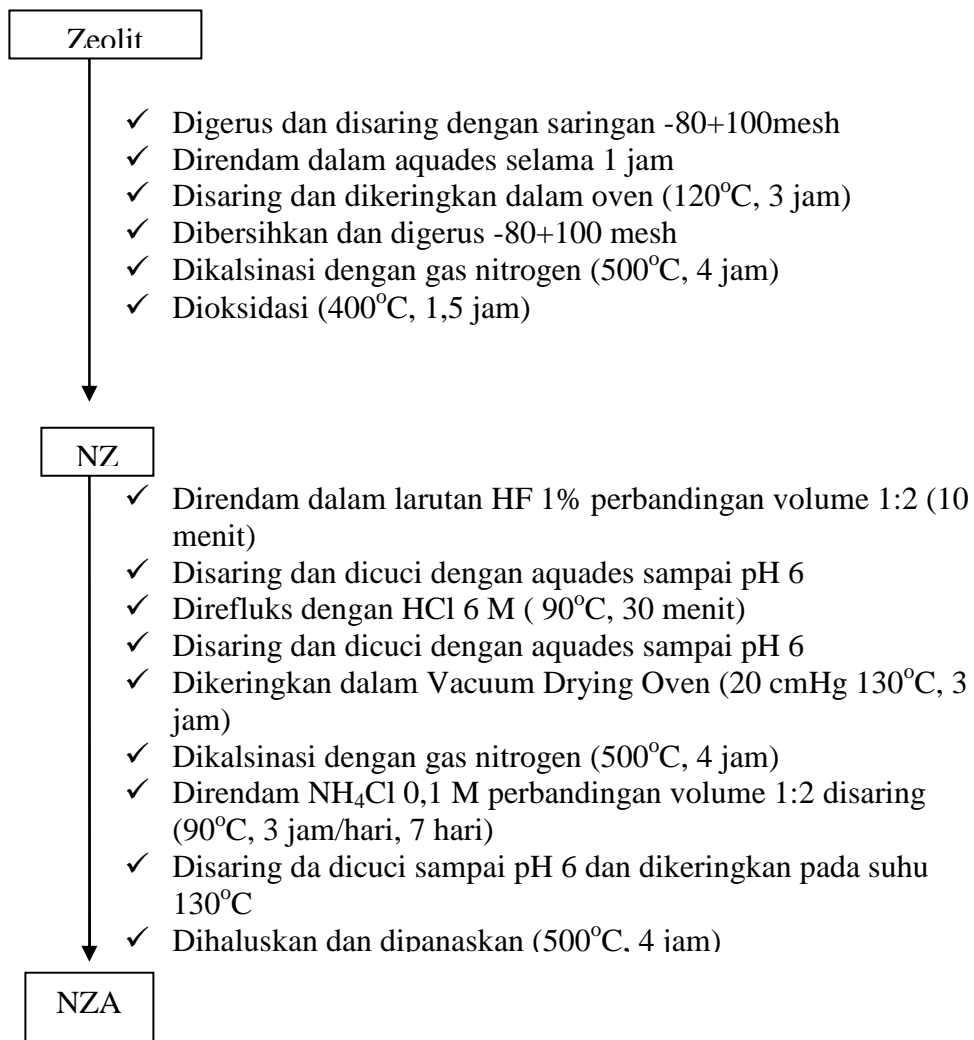 Zeolit
✓ Digerus dan disaring dengan saringan -80+100mesh
✓ Direndam dalam aquades selama 1 jam
✓ Disaring dan dikeringkan dalam oven (120°C, 3 jam)
✓ Dibersihkan dan digerus -80+100 mesh
✓ Dikalsinasi dengan gas nitrogen (500°C, 4 jam)
✓ Dioksidasi (400°C, 1,5 jam)
NZ
✓ Direndam dalam larutan HF 1% perbandingan volume 1:2 (10
menit)
✓ Disaring dan dicuci dengan aquades sampai pH 6
✓ Direfluks dengan HCl 6 M ( 90°C, 30 menit)
✓ Disaring dan dicuci dengan aquades sampai pH 6
✓ Dikeringkan dalam Vacuum Drying Oven (20 cmHg 130°C, 3
jam)
✓ Dikalsinasi dengan gas nitrogen (500°C, 4 jam)
✓ Direndam NH₄Cl 0,1 M perbandingan volume 1:2 disaring
(90°C, 3 jam/hari, 7 hari)
✓ Disaring da dicuci sampai pH 6 dan dikeringkan pada suhu
130°C
✓ Dihaluskan dan dipanaskan (500°C, 4 jam)
NZA